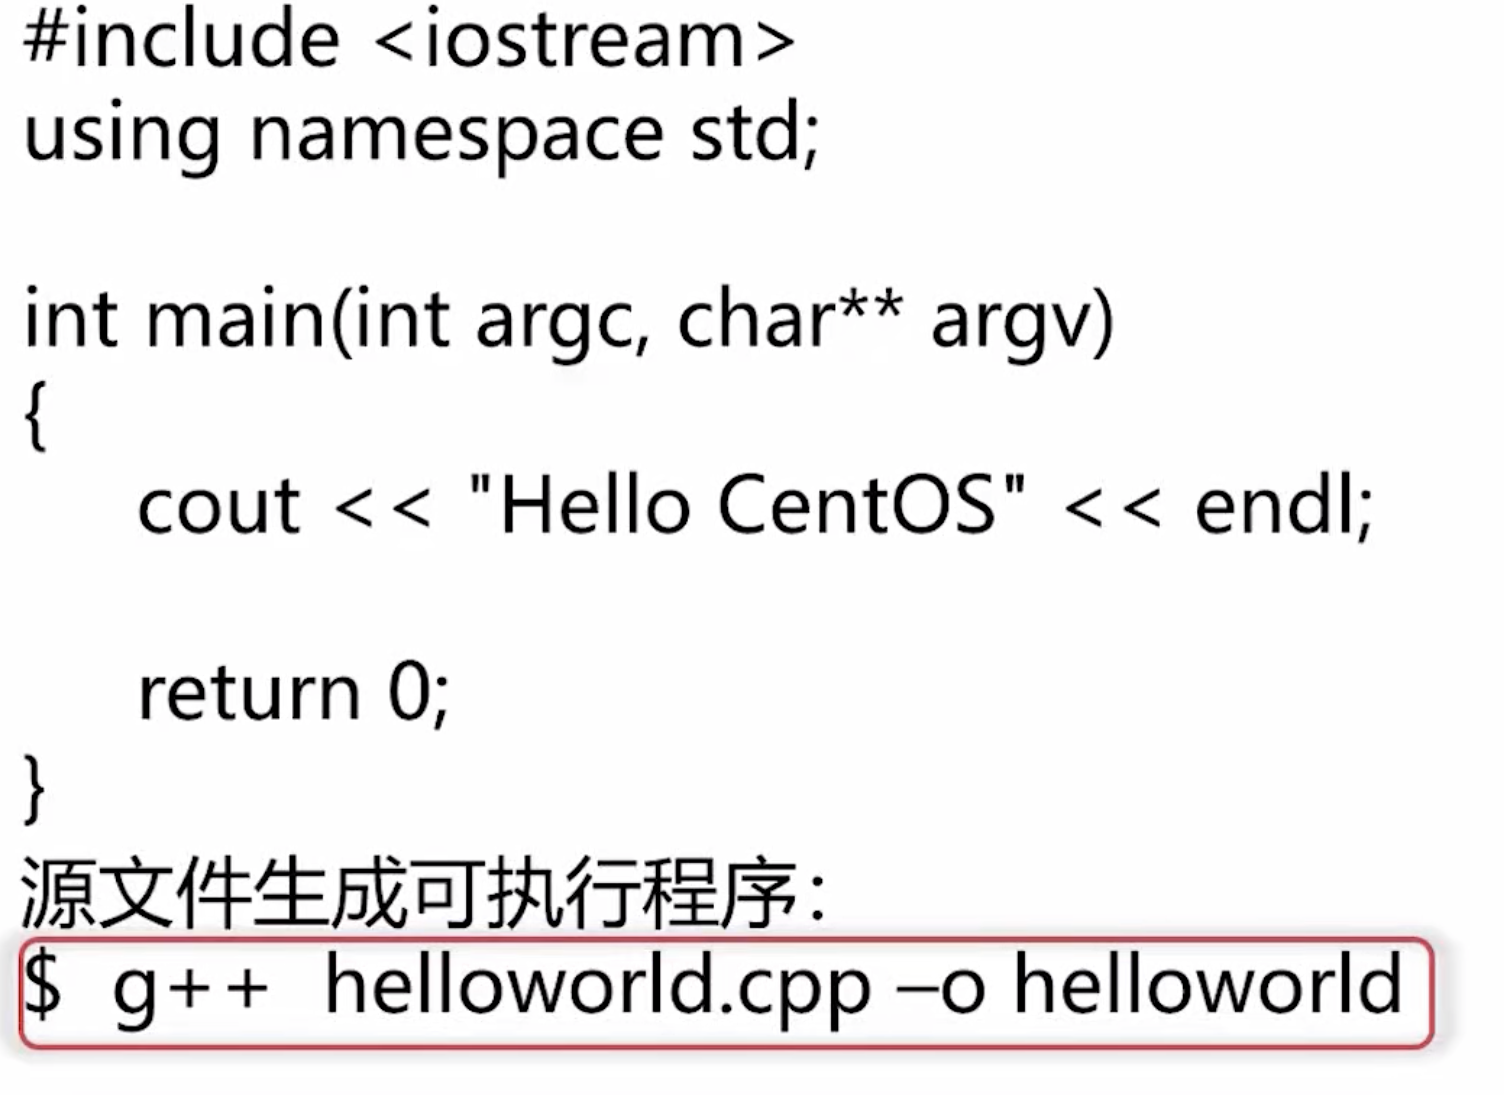 #include <iostream>
using namespace std;
int main(int argc, char** argv)
{
cout << "Hello CentOS" << endl;
return 0;
}
源文件生成可执行程序：
$ g++ helloworld.cpp –o helloworld